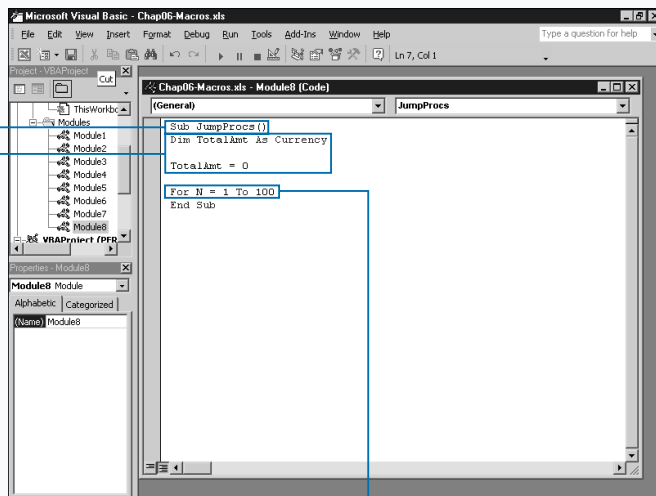 Microsoft Visual Basic - Chap06-Macros.xls
File Edit View Insert Format Debug Run Tools Add-Ins Window Help
Type a question for help
Ln 7, Col 1
Project - VBAProject
Cut
ThisWorkbo
Modules
Module1
Module2
Module3
Module4
Module5
Module6
Module7
Module8
VBAProject (PER
Properties - Module8
Module8 Module
Alphabetic Categorized
(Name) Module8
Chap06-Macros.xls - Module8 (Code)
(General) JumpProcs
Sub JumpProcs()
Dim TotalAmt As Currency
TotalAmt = 0
For N = 1 To 100
End Sub